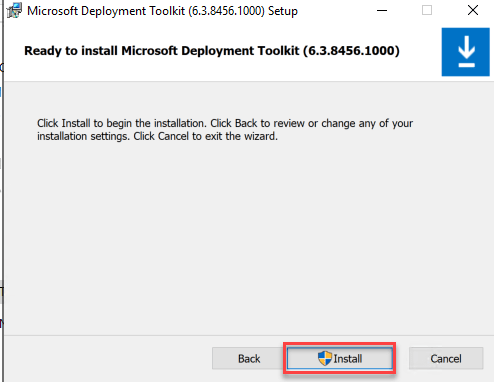 Microsoft Deployment Toolkit (6.3.8456.1000) Setup
Ready to install Microsoft Deployment Toolkit (6.3.8456.1000)
Click Install to begin the installation. Click Back to review or change any of your
installation settings. Click Cancel to exit the wizard.
Back
Install
Cancel